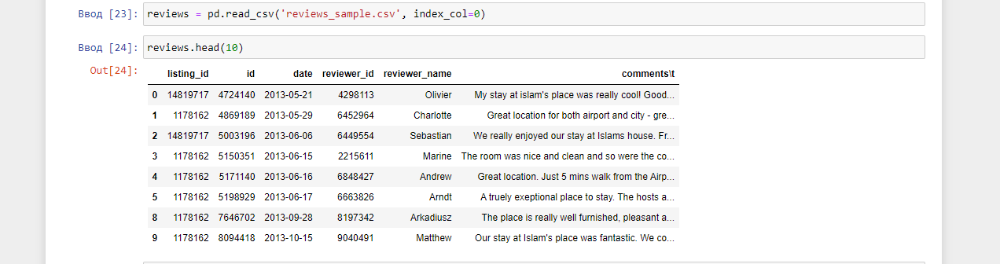 Ввод [23]: reviews = pd.read_csv('reviews_sample.csv', index_col=0)
Ввод [24]: reviews.head(10)
Out[24]:
listing_id id date reviewer_id reviewer_name comments\t
0 14819717 4724140 2013-05-21 4298113 Olivier My stay at islam's place was really cool! Good...
1 1178162 4869189 2013-05-29 6452964 Charlotte Great location for both airport and city - gre...
2 14819717 5003196 2013-06-06 6449554 Sebastian We really enjoyed our stay at Islams house. Fr...
3 1178162 5150351 2013-06-15 2215611 Marine The room was nice and clean and so were the co...
4 1178162 5171140 2013-06-16 6848427 Andrew Great location. Just 5 mins walk from the Airp...
5 1178162 5198929 2013-06-17 6663826 Arndt A truely exeptional place to stay. The hosts a...
8 1178162 7646702 2013-09-28 8197342 Arkadiusz The place is really well furnished, pleasant a...
9 1178162 8094418 2013-10-15 9040491 Matthew Our stay at Islam's place was fantastic. We co...